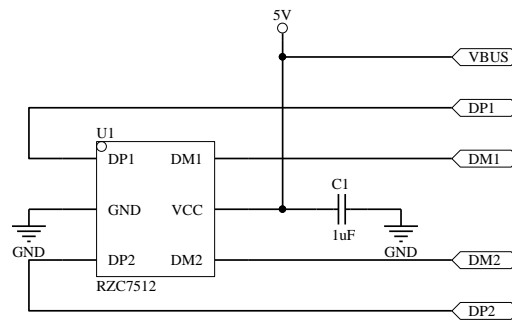 5V
VBUS
DP1
U1
DP1 DM1 DM1
C1
GND VCC
1uF
GND GND
DP2 DM2 DM2
RZC7512
DP2